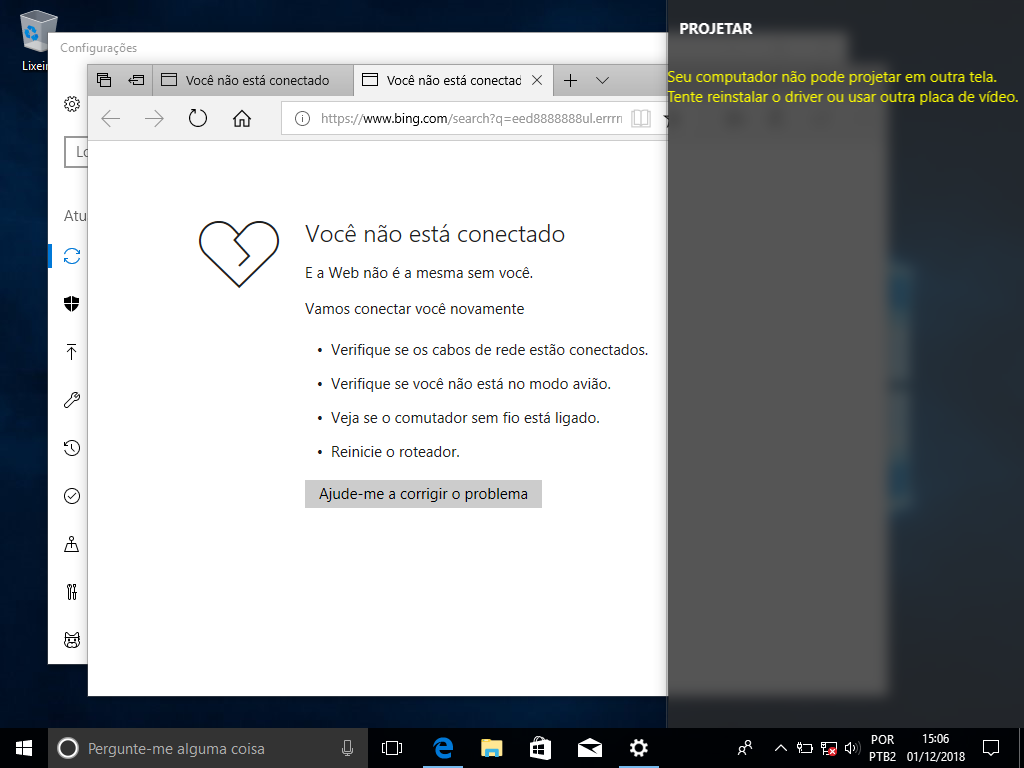 Lixeir
Configurações
Você não está conectado
Você não está conectac
https://www.bing.com/search?q=eed8888888ul.errrn
Lo
Atu
Você não está conectado
E a Web não é a mesma sem você.
Vamos conectar você novamente
• Verifique se os cabos de rede estão conectados.
• Verifique se você não está no modo avião.
• Veja se o comutador sem fio está ligado.
• Reinicie o roteador.
Ajude-me a corrigir o problema
PROJETAR
Seu computador não pode projetar em outra tela.
Tente reinstalar o driver ou usar outra placa de vídeo.
Pergunte-me alguma coisa
POR
PTB2
15:06
01/12/2018